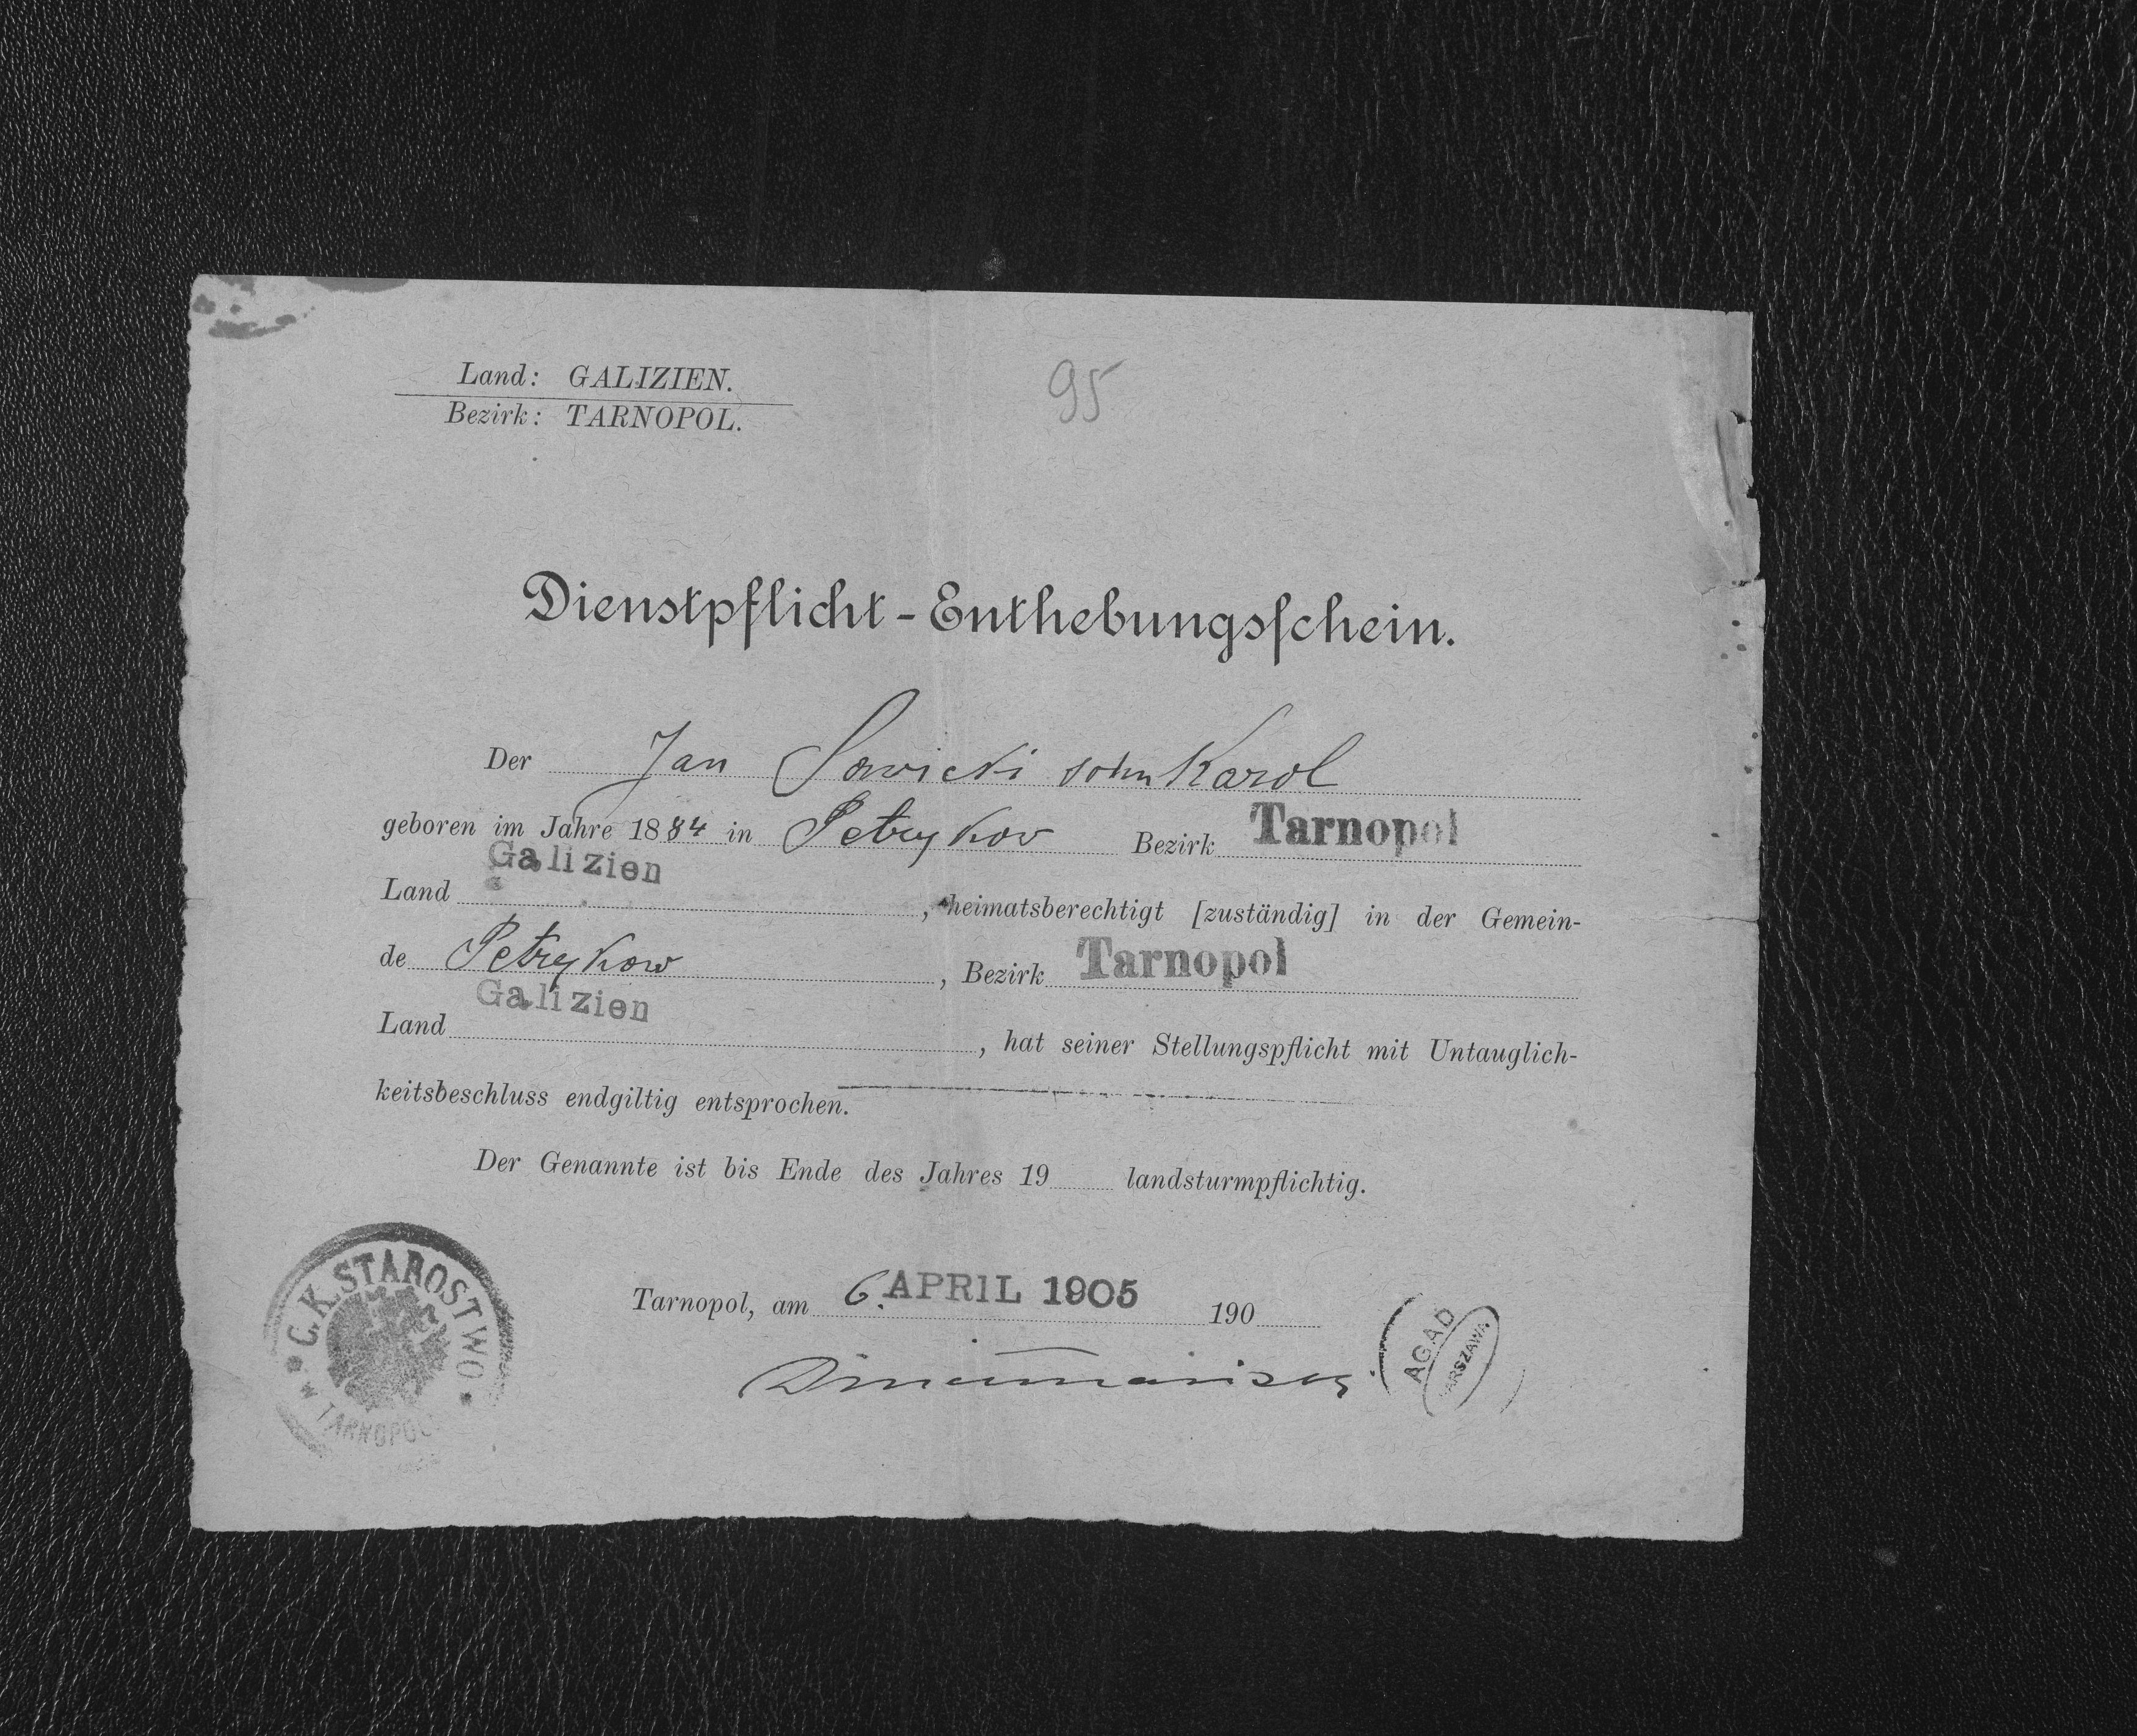 Land: GALIZIEN.
Bezirk: TARNOPOL.
95
Dienstpflicht-Enthebungsschein.
Der Jan Sawicki sohn Karol
geboren im Jahre 1884 in Petrykov Bezirk Tarnopol
Galizien
Land , heimatsberechtigt [zuständig] in der Gemein-
de Petrykow , Bezirk Tarnopol
Galizien
Land , hat seiner Stellungspflicht mit Untauglich-
keitsbeschluss endgiltig entsprochen.
Der Genannte ist bis Ende des Jahres 19 landsturmpflichtig.
Tarnopol, am 6. APRIL 1905 190
C.K. STAROSTWO
W TARNOPOLU
AGAD
WARSZAWA